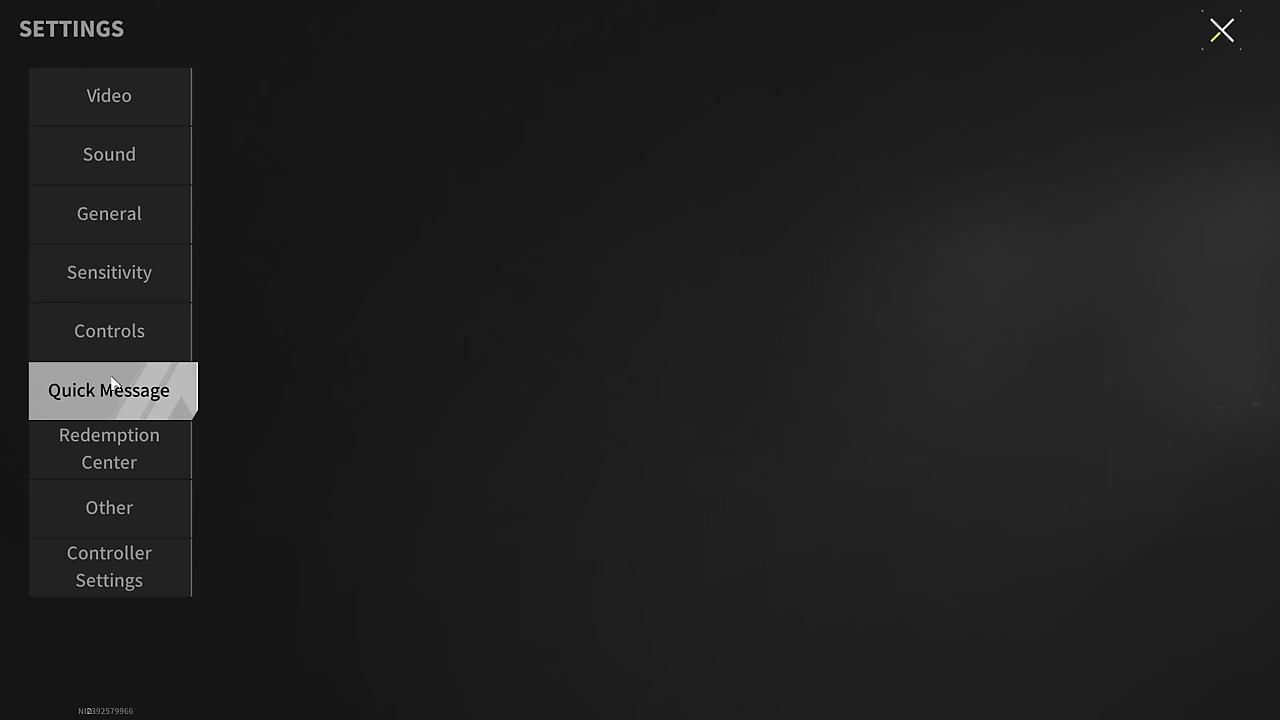 SETTINGS
Video
Sound
General
Sensitivity
Controls
Quick Message
Redemption
Center
Other
Controller
Settings